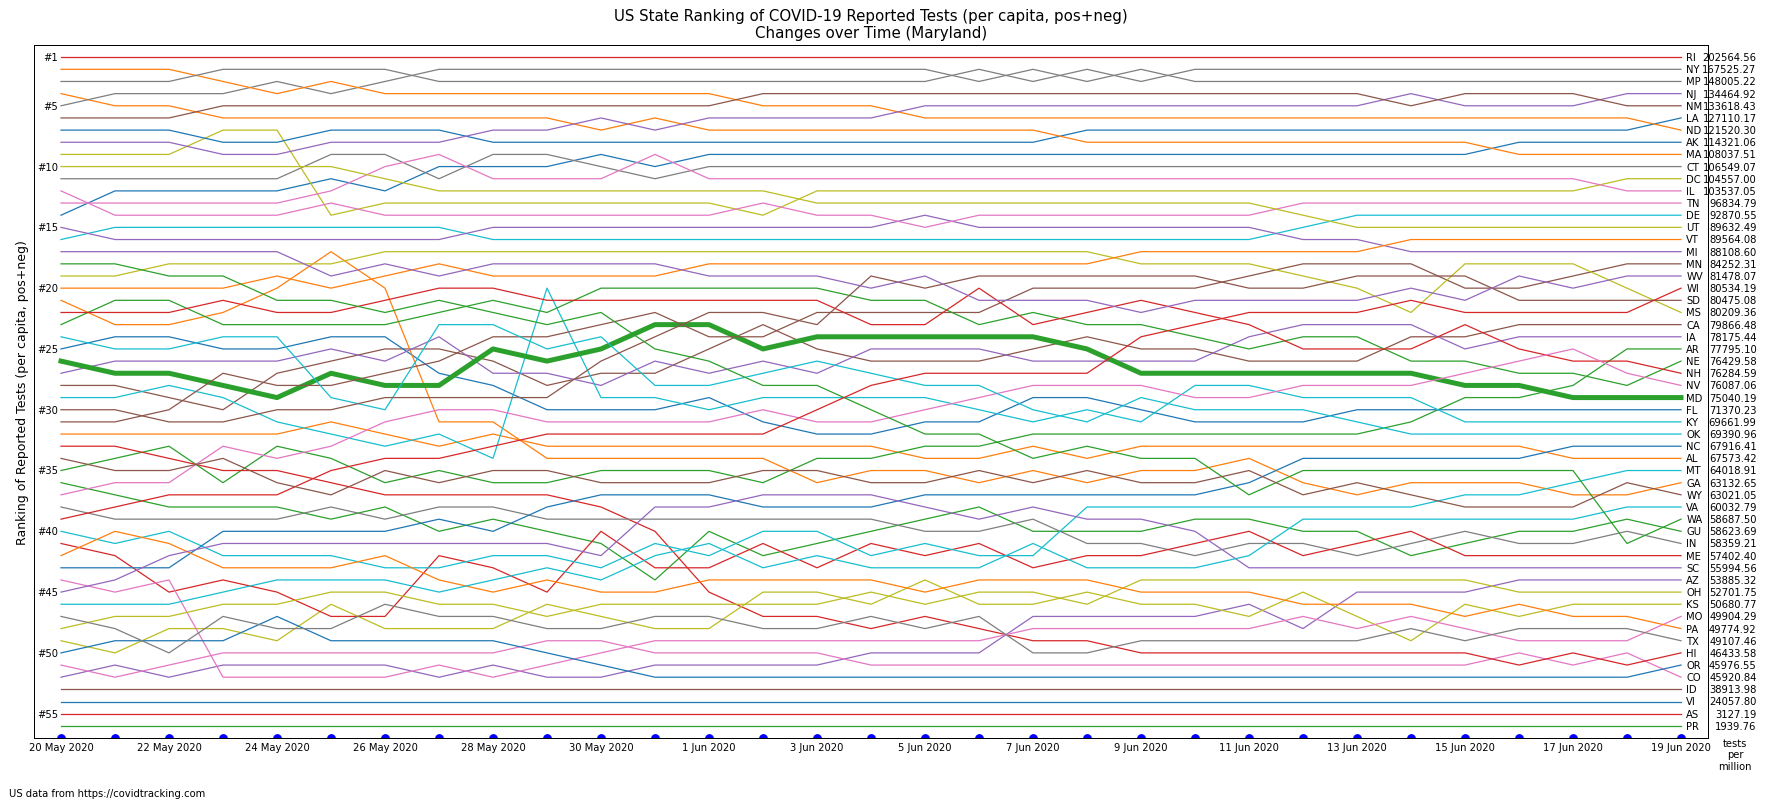 US State Ranking of COVID-19 Reported Tests (per capita, pos+neg)
Changes over Time (Maryland)
Ranking of Reported Tests (per capita, pos+neg)
#1
#5
#10
#15
#20
#25
#30
#35
#40
#45
#50
#55
RI 202564.56
NY 167525.27
MP 148005.22
NJ 134464.92
NM 133618.43
LA 127110.17
ND 121520.30
AK 114321.06
MA 108037.51
CT 106549.07
DC 104557.00
IL 103537.05
TN 96834.79
DE 92870.55
UT 89632.49
VT 89564.08
MI 88108.60
MN 84252.31
WV 81478.07
WI 80534.19
SD 80475.08
MS 80209.36
CA 79866.48
IA 78175.44
AR 77795.10
NE 76429.58
NH 76284.59
NV 76087.06
MD 75040.19
FL 71370.23
KY 69661.99
OK 69390.96
NC 67916.41
AL 67573.42
MT 64018.91
GA 63132.65
WY 63021.05
VA 60032.79
WA 58687.50
GU 58623.69
IN 58359.21
ME 57402.40
SC 55994.56
AZ 53885.32
OH 52701.75
KS 50680.77
MO 49904.29
PA 49774.92
TX 49107.46
HI 46433.58
OR 45976.55
CO 45920.84
ID 38913.98
VI 24057.80
AS 3127.19
PR 1939.76
20 May 2020 22 May 2020 24 May 2020 26 May 2020 28 May 2020 30 May 2020 1 Jun 2020 3 Jun 2020 5 Jun 2020 7 Jun 2020 9 Jun 2020 11 Jun 2020 13 Jun 2020 15 Jun 2020 17 Jun 2020 19 Jun 2020
tests
per
million
US data from https://covidtracking.com